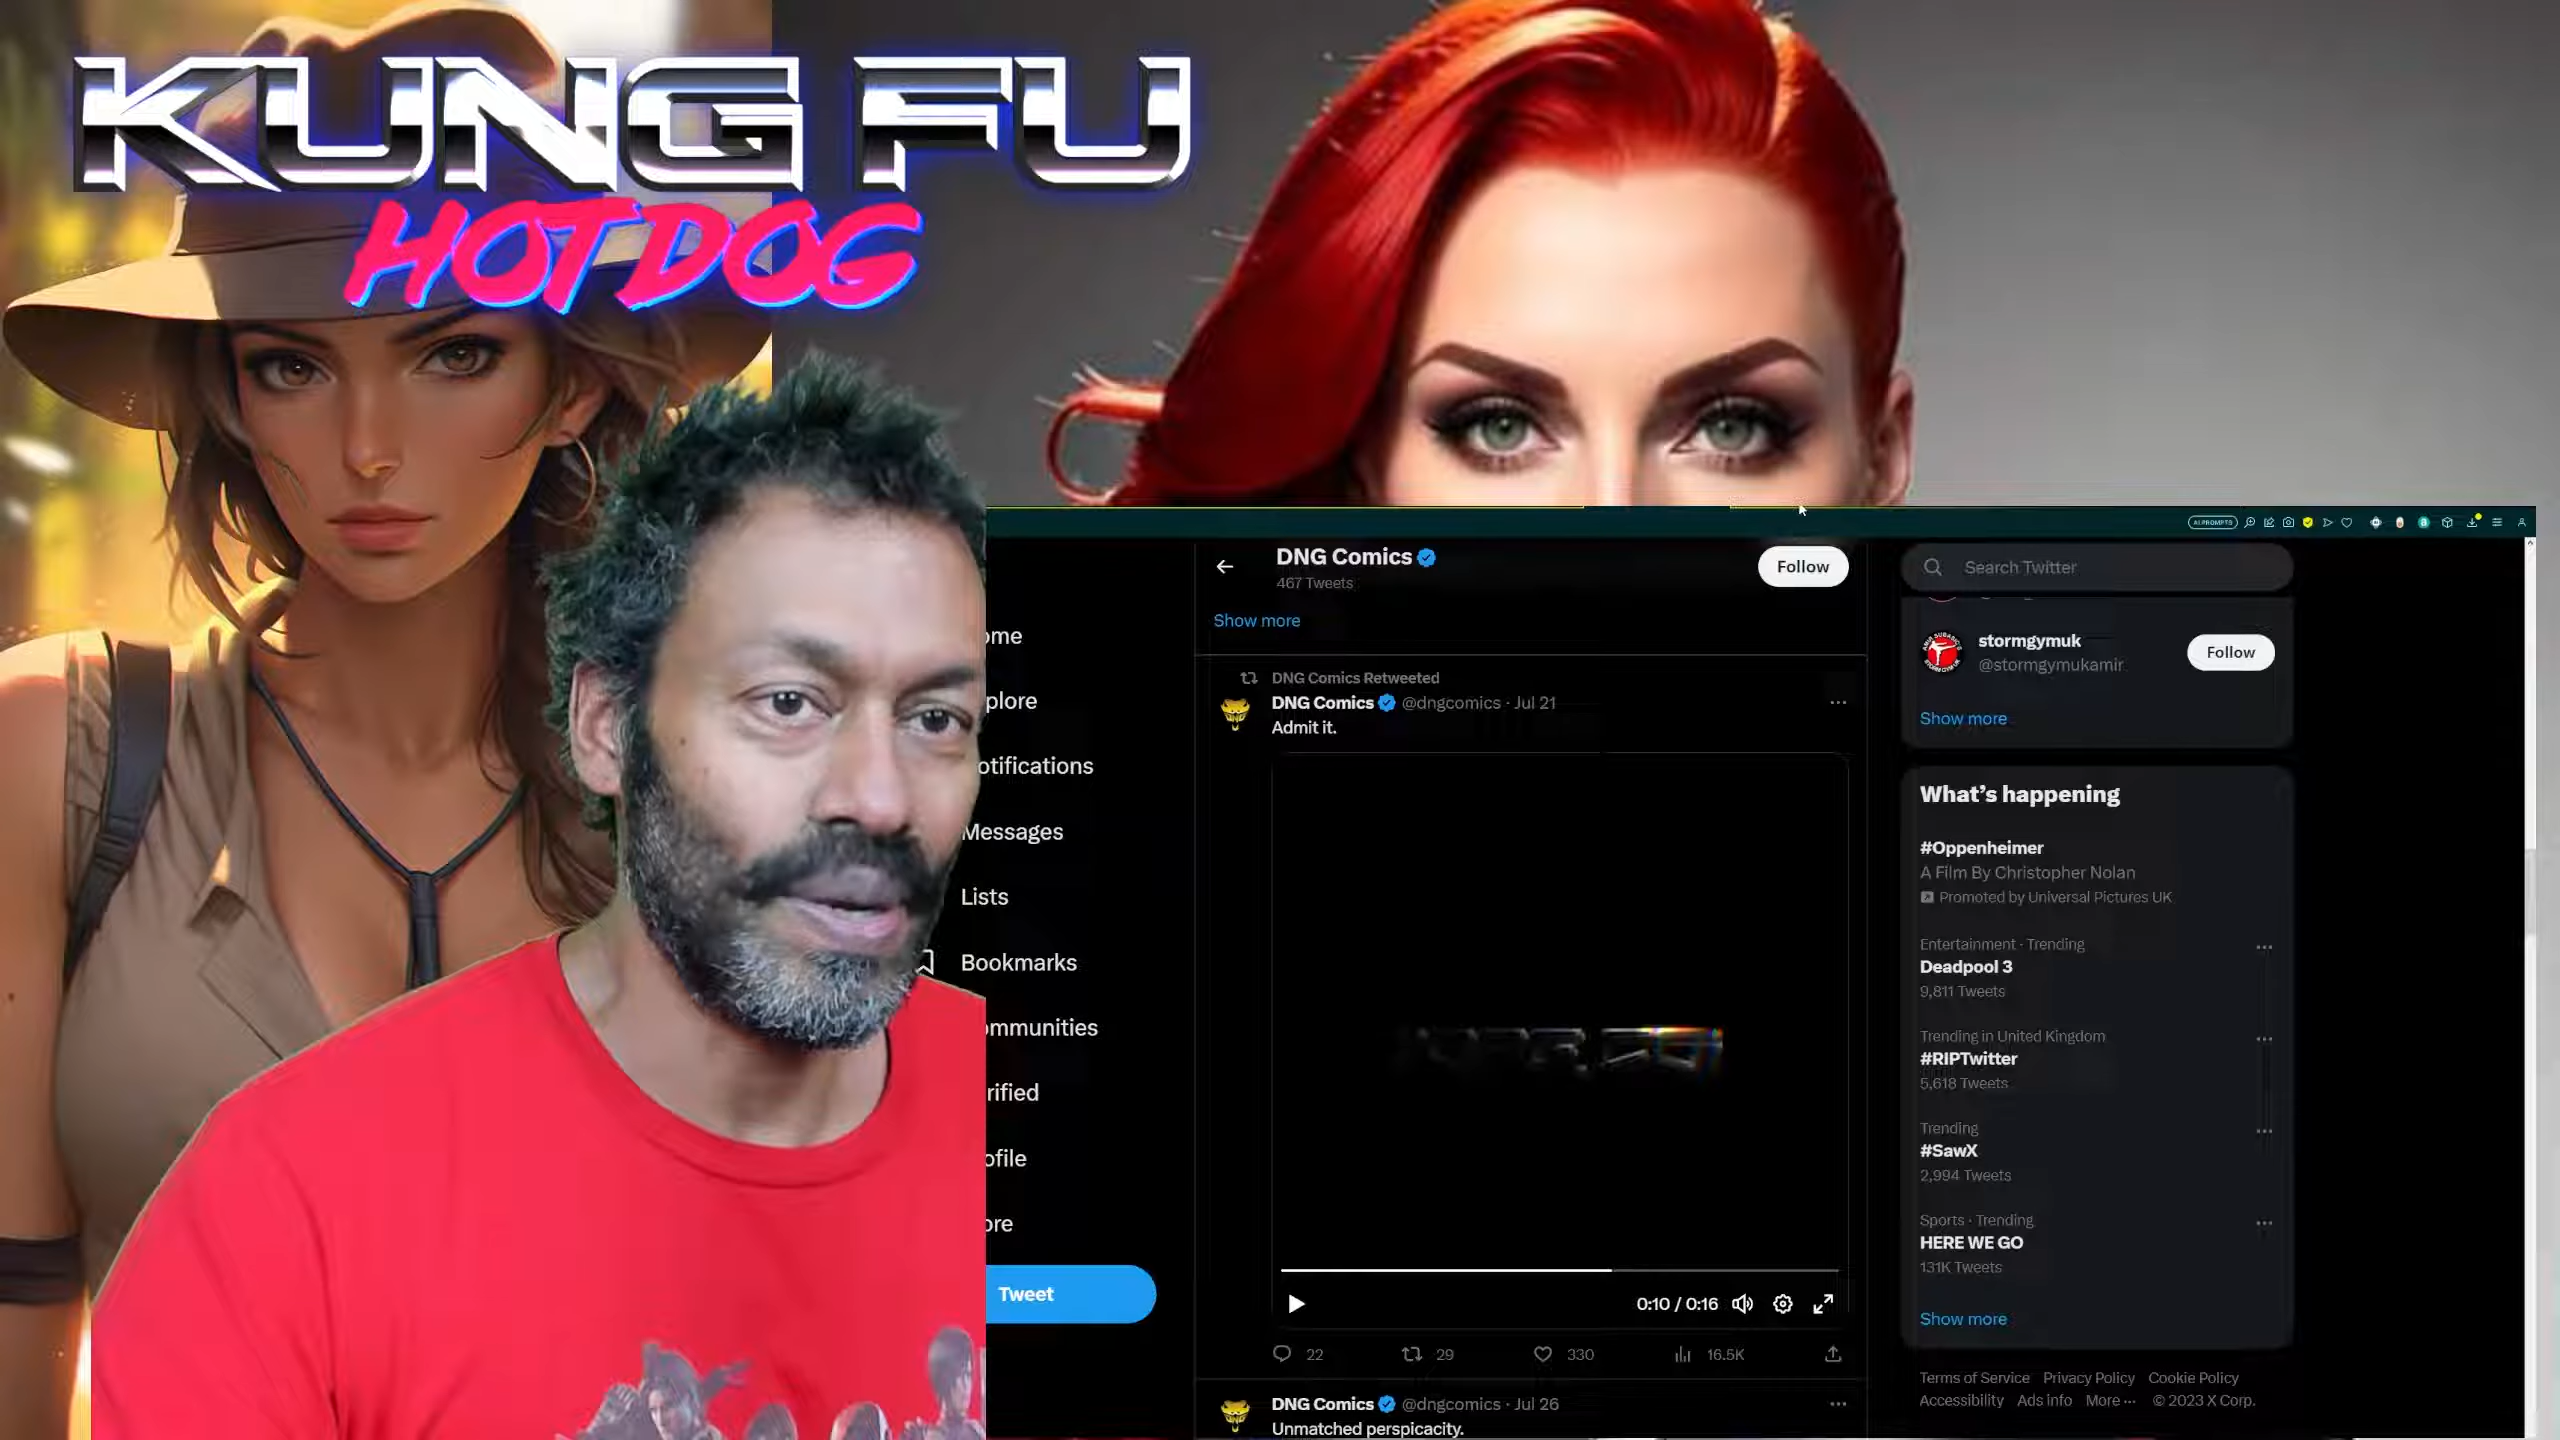 KUNG FU
HOTDOG
AI PROMPTS
DNG Comics
467 Tweets
Follow
Show more
Search Twitter
ome
plore
otifications
Messages
Lists
Bookmarks
ommunities
rified
ofile
ore
Tweet
DNG Comics Retweeted
DNG Comics @dngcomics · Jul 21
Admit it.
0:10 / 0:16
22
29
330
16.5K
DNG Comics @dngcomics · Jul 26
Unmatched perspicacity.
stormgymuk
@stormgymukamir
Follow
Show more
What's happening
#Oppenheimer
A Film By Christopher Nolan
Promoted by Universal Pictures UK
Entertainment · Trending
Deadpool 3
9,811 Tweets
Trending in United Kingdom
#RIPTwitter
5,618 Tweets
Trending
#SawX
2,994 Tweets
Sports · Trending
HERE WE GO
131K Tweets
Show more
Terms of Service Privacy Policy Cookie Policy
Accessibility Ads info More ··· © 2023 X Corp.